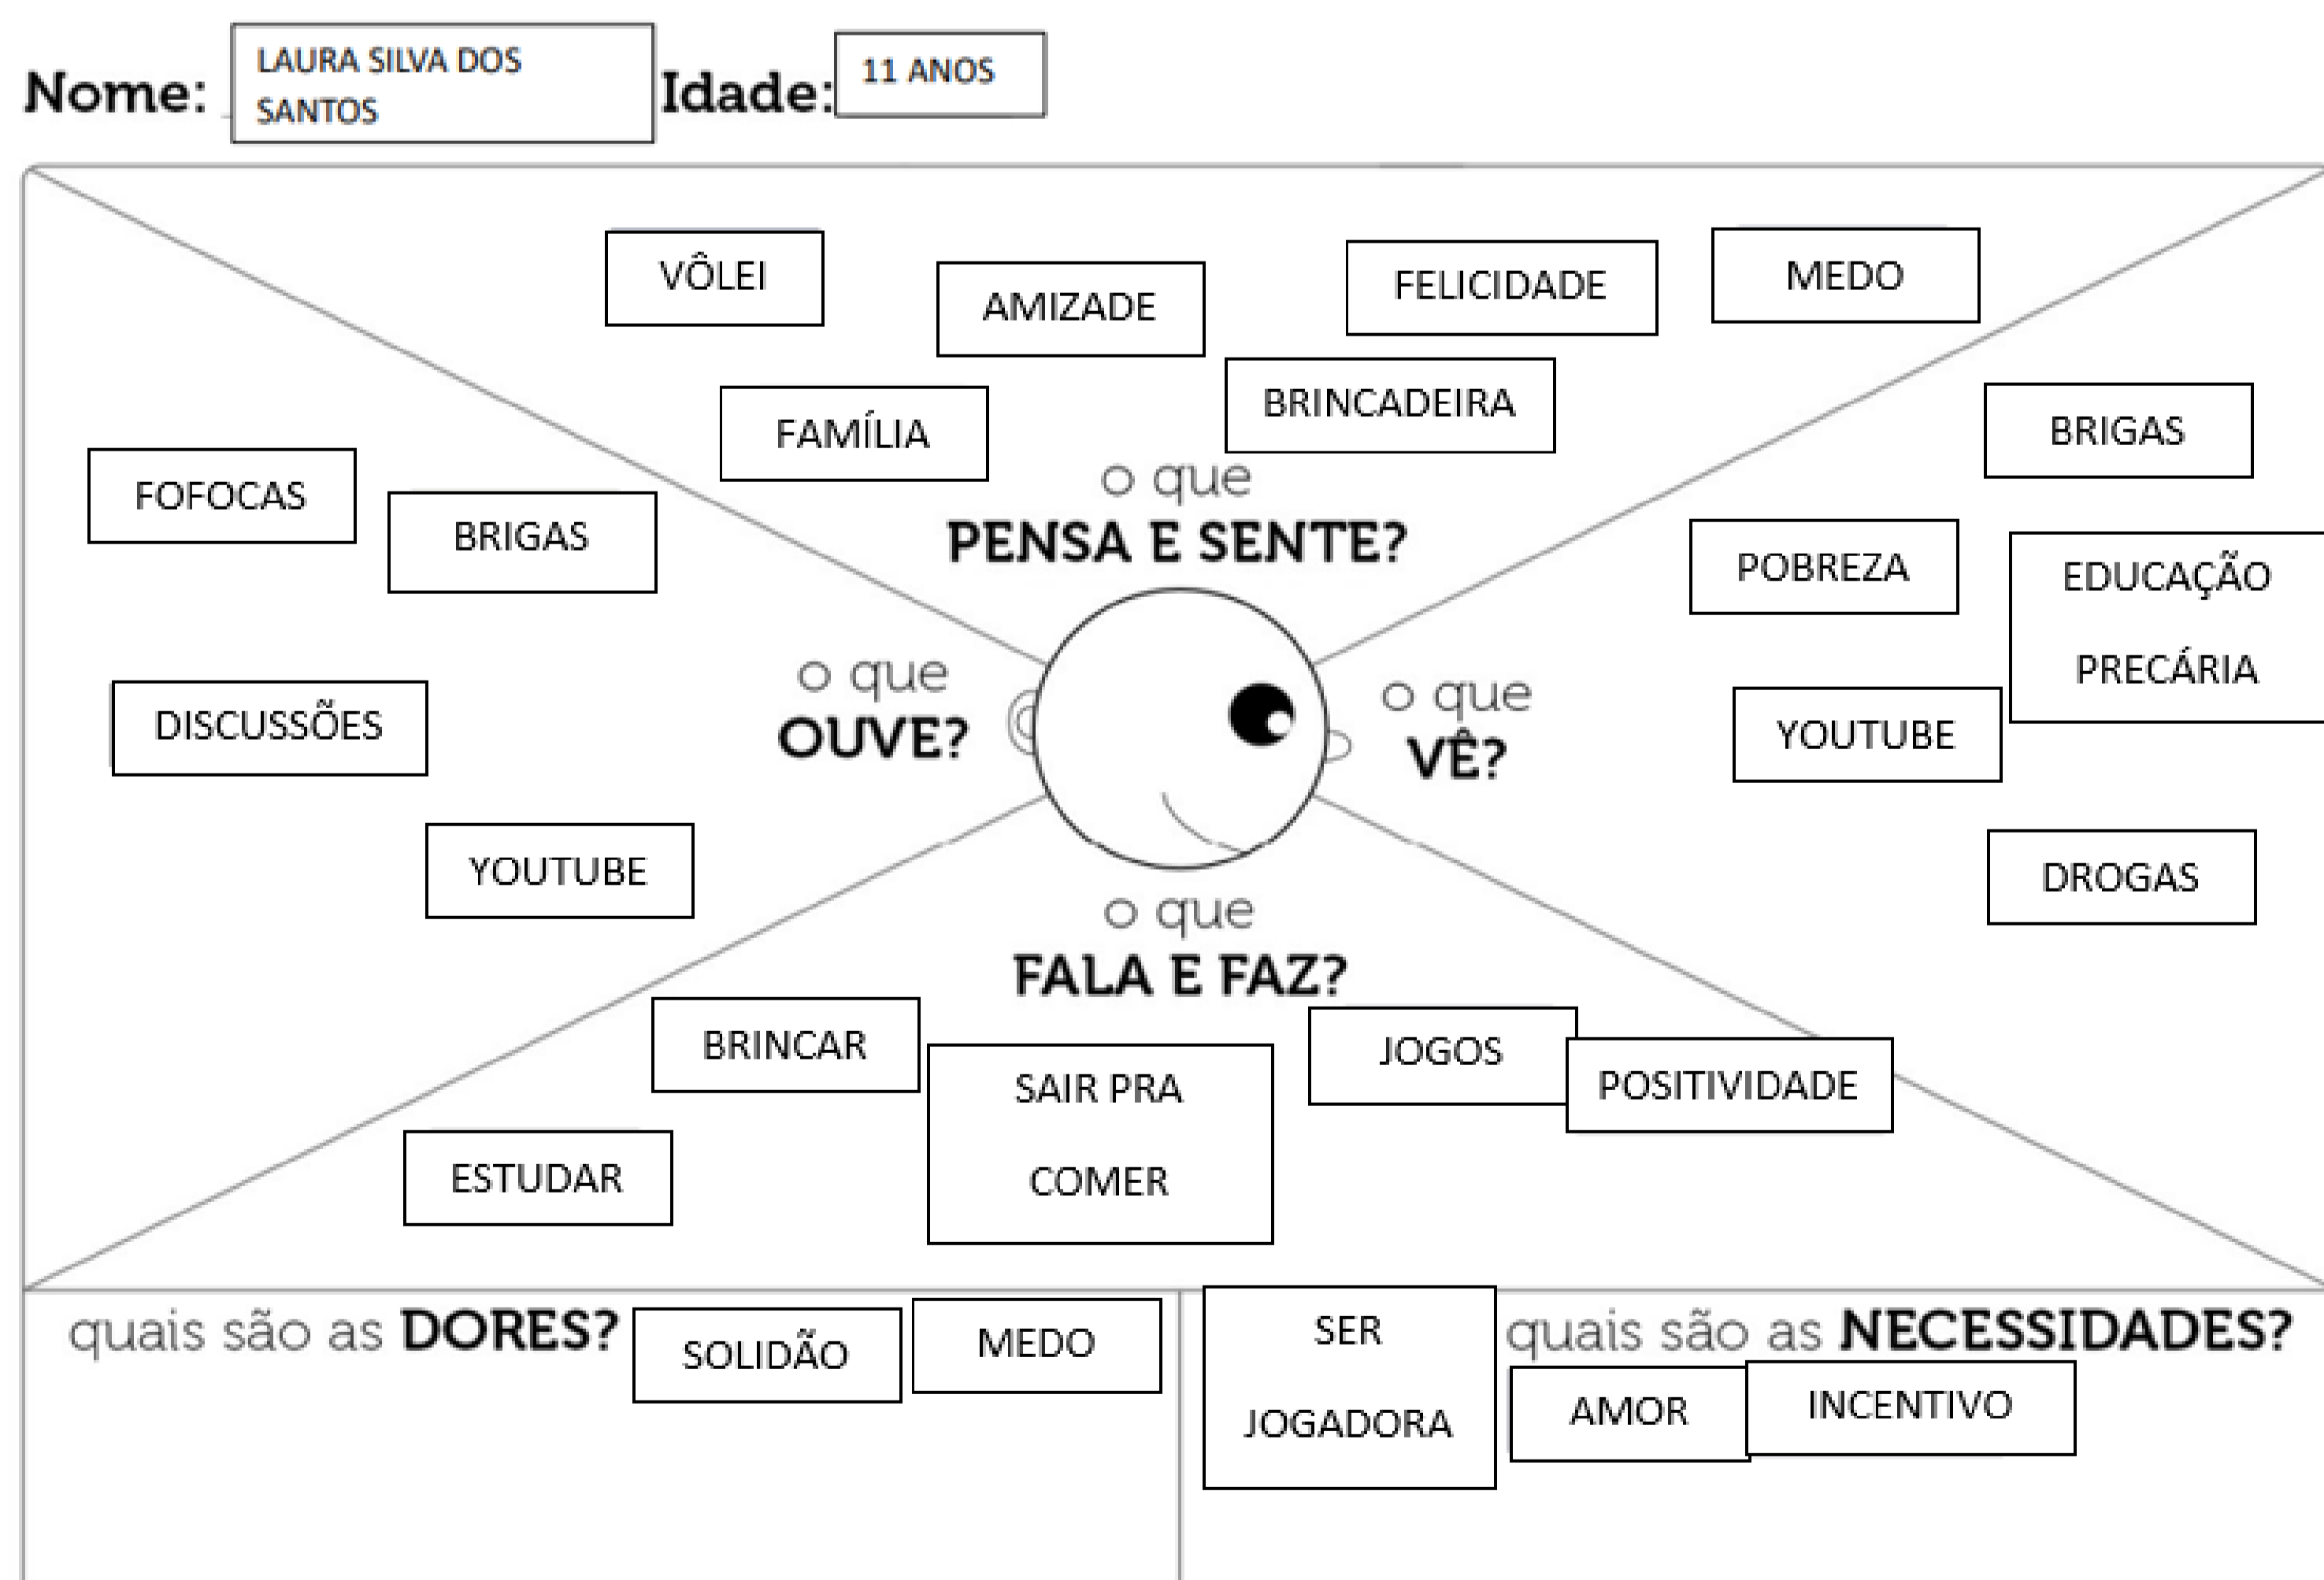 Nome: LAURA SILVA DOS SANTOS Idade: 11 ANOS
VÔLEI
AMIZADE
FELICIDADE
MEDO
FAMÍLIA
BRINCADEIRA
o que
PENSA E SENTE?
FOFOCAS
BRIGAS
DISCUSSÕES
YOUTUBE
o que
OUVE?
o que
VÊ?
BRIGAS
POBREZA
EDUCAÇÃO
PRECÁRIA
YOUTUBE
DROGAS
o que
FALA E FAZ?
BRINCAR
SAIR PRA
COMER
JOGOS
POSITIVIDADE
ESTUDAR
quais são as DORES?
SOLIDÃO
MEDO
SER
JOGADORA
quais são as NECESSIDADES?
AMOR
INCENTIVO